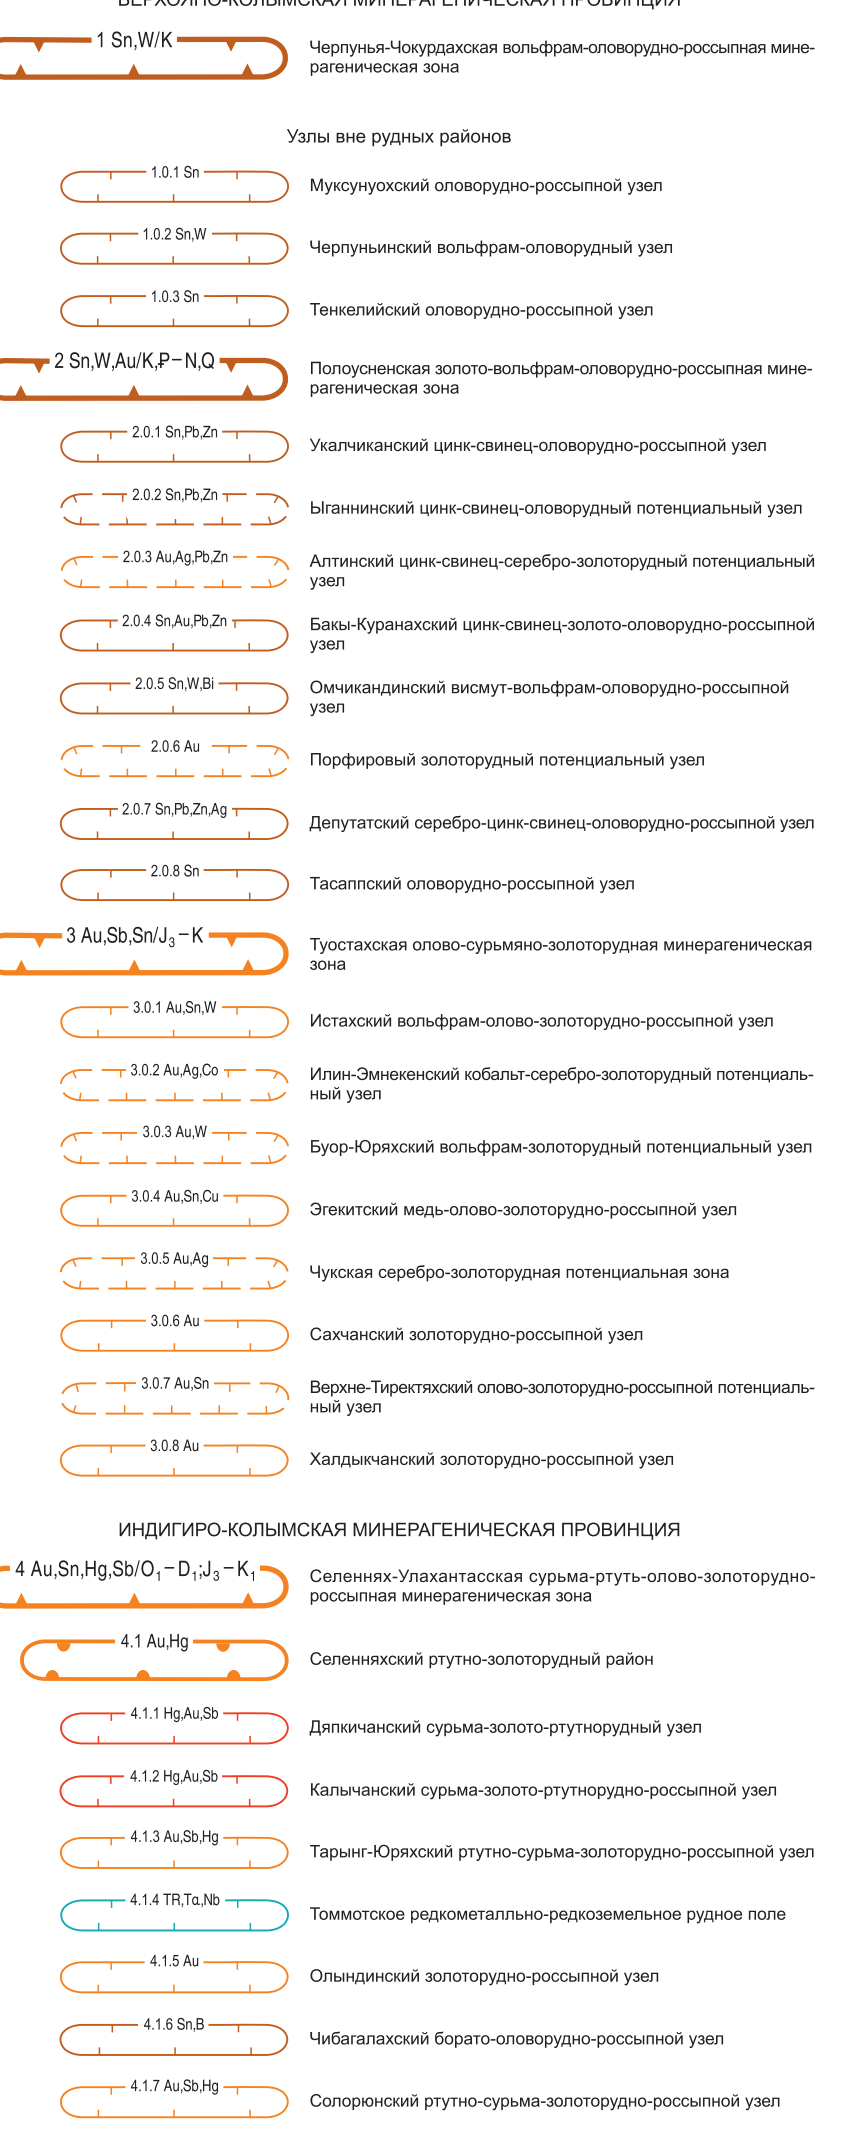 ВЕРХОЯНО-КОЛЫМСКАЯ МИНЕРАГЕНИЧЕСКАЯ ПРОВИНЦИЯ
1 Sn,W/K
Черпунья-Чокурдахская вольфрам-оловорудно-россыпная мине-
рагеническая зона
Узлы вне рудных районов
1.0.1 Sn
Муксунуохский оловорудно-россыпной узел
1.0.2 Sn,W
Черпуньинский вольфрам-оловорудный узел
1.0.3 Sn
Тенкелийский оловорудно-россыпной узел
2 Sn,W,Au/K,P–N,Q
Полоусненская золото-вольфрам-оловорудно-россыпная мине-
рагеническая зона
2.0.1 Sn,Pb,Zn
Укалчиканский цинк-свинец-оловорудно-россыпной узел
2.0.2 Sn,Pb,Zn
Ыганнинский цинк-свинец-оловорудный потенциальный узел
2.0.3 Au,Ag,Pb,Zn
Алтинский цинк-свинец-серебро-золоторудный потенциальный
узел
2.0.4 Sn,Au,Pb,Zn
Бакы-Куранахский цинк-свинец-золото-оловорудно-россыпной
узел
2.0.5 Sn,W,Bi
Омчикандинский висмут-вольфрам-оловорудно-россыпной
узел
2.0.6 Au
Порфировый золоторудный потенциальный узел
2.0.7 Sn,Pb,Zn,Ag
Депутатский серебро-цинк-свинец-оловорудно-россыпной узел
2.0.8 Sn
Тасаппский оловорудно-россыпной узел
3 Au,Sb,Sn/J₃–K
Туостахская олово-сурьмяно-золоторудная минерагеническая
зона
3.0.1 Au,Sn,W
Истахский вольфрам-олово-золоторудно-россыпной узел
3.0.2 Au,Ag,Co
Илин-Эмнекенский кобальт-серебро-золоторудный потенциаль-
ный узел
3.0.3 Au,W
Буор-Юряхский вольфрам-золоторудный потенциальный узел
3.0.4 Au,Sn,Cu
Эгекитский медь-олово-золоторудно-россыпной узел
3.0.5 Au,Ag
Чукская серебро-золоторудная потенциальная зона
3.0.6 Au
Сахчанский золоторудно-россыпной узел
3.0.7 Au,Sn
Верхне-Тиректяхский олово-золоторудно-россыпной потенциаль-
ный узел
3.0.8 Au
Халдыкчанский золоторудно-россыпной узел
ИНДИГИРО-КОЛЫМСКАЯ МИНЕРАГЕНИЧЕСКАЯ ПРОВИНЦИЯ
4 Au,Sn,Hg,Sb/O₁–D₁;J₃–K₁
Селеннях-Улахантасская сурьма-ртуть-олово-золоторудно-
россыпная минерагеническая зона
4.1 Au,Hg
Селенняхский ртутно-золоторудный район
4.1.1 Hg,Au,Sb
Дяпкичанский сурьма-золото-ртутнорудный узел
4.1.2 Hg,Au,Sb
Калычанский сурьма-золото-ртутнорудно-россыпной узел
4.1.3 Au,Sb,Hg
Тарынг-Юряхский ртутно-сурьма-золоторудно-россыпной узел
4.1.4 TR,Ta,Nb
Томмотское редкометалльно-редкоземельное рудное поле
4.1.5 Au
Олындинский золоторудно-россыпной узел
4.1.6 Sn,B
Чибагалахский борато-оловорудно-россыпной узел
4.1.7 Au,Sb,Hg
Солорюнский ртутно-сурьма-золоторудно-россыпной узел